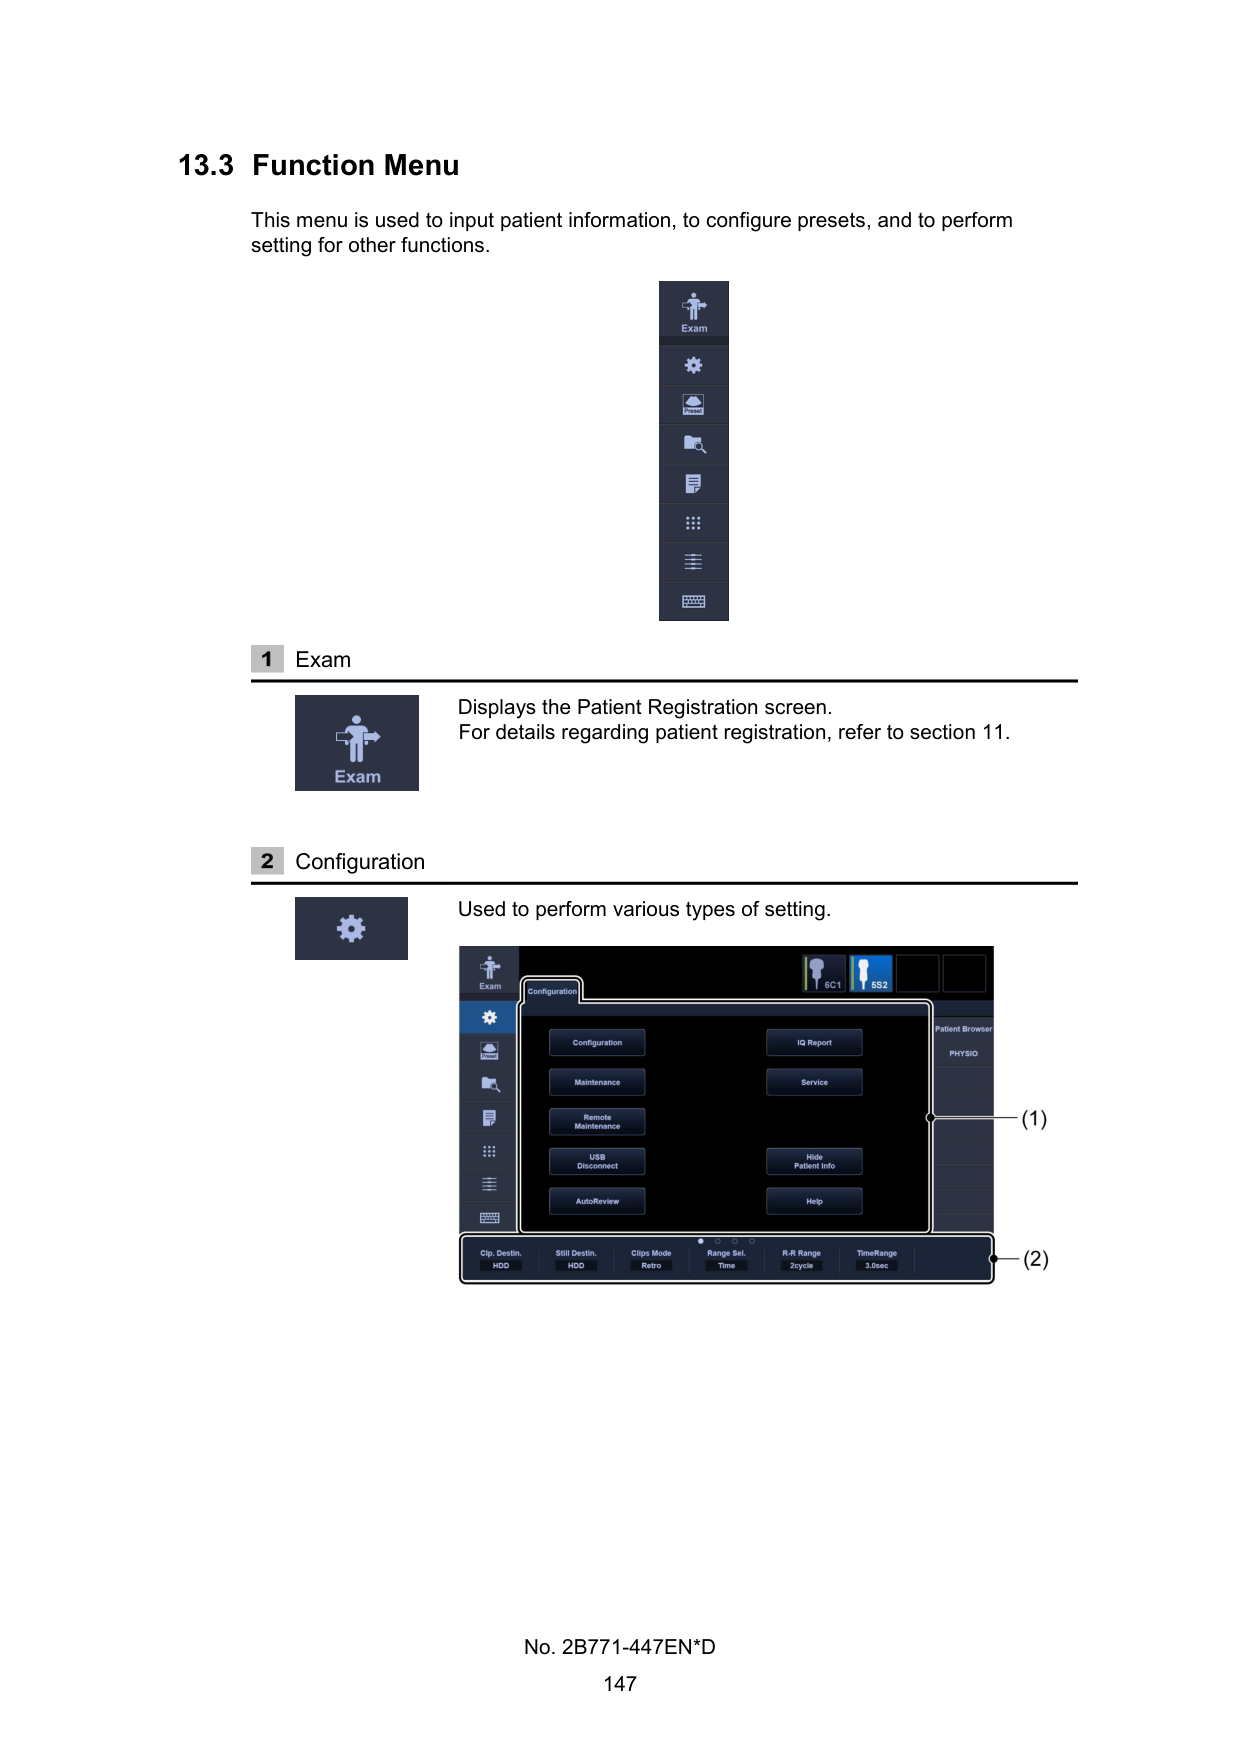 13.3 Function Menu
This menu is used to input patient information, to configure presets, and to perform
setting for other functions.
Exam
Preset
1 Exam
Displays the Patient Registration screen.
For details regarding patient registration, refer to section 11.
Exam
2 Configuration
Used to perform various types of setting.
Exam
6C1
5S2
Configuration
Preset
Configuration
IQ Report
Maintenance
Service
Remote
Maintenance
USB
Disconnect
Hide
Patient Info
AutoReview
Help
Patient Browser
PHYSIO
(1)
Clp. Destin. Still Destin. Clips Mode Range Sel. R-R Range TimeRange
HDD HDD Retro Time 2cycle 3.0sec
(2)
No. 2B771-447EN*D
147